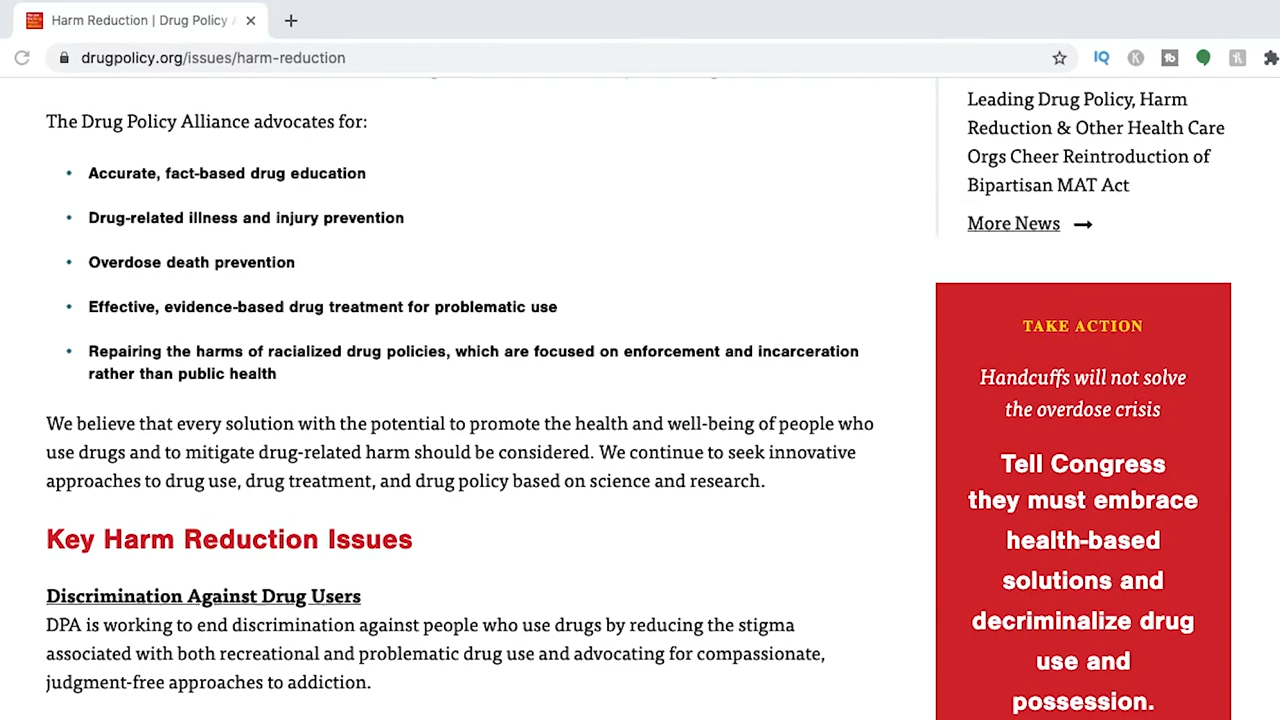 Harm Reduction | Drug Policy A
drugpolicy.org/issues/harm-reduction
The Drug Policy Alliance advocates for:
• Accurate, fact-based drug education
• Drug-related illness and injury prevention
• Overdose death prevention
• Effective, evidence-based drug treatment for problematic use
• Repairing the harms of racialized drug policies, which are focused on enforcement and incarceration
rather than public health
We believe that every solution with the potential to promote the health and well-being of people who
use drugs and to mitigate drug-related harm should be considered. We continue to seek innovative
approaches to drug use, drug treatment, and drug policy based on science and research.
Key Harm Reduction Issues
Discrimination Against Drug Users
DPA is working to end discrimination against people who use drugs by reducing the stigma
associated with both recreational and problematic drug use and advocating for compassionate,
judgment-free approaches to addiction.
Leading Drug Policy, Harm
Reduction & Other Health Care
Orgs Cheer Reintroduction of
Bipartisan MAT Act
More News
TAKE ACTION
Handcuffs will not solve
the overdose crisis
Tell Congress
they must embrace
health-based
solutions and
decriminalize drug
use and
possession.